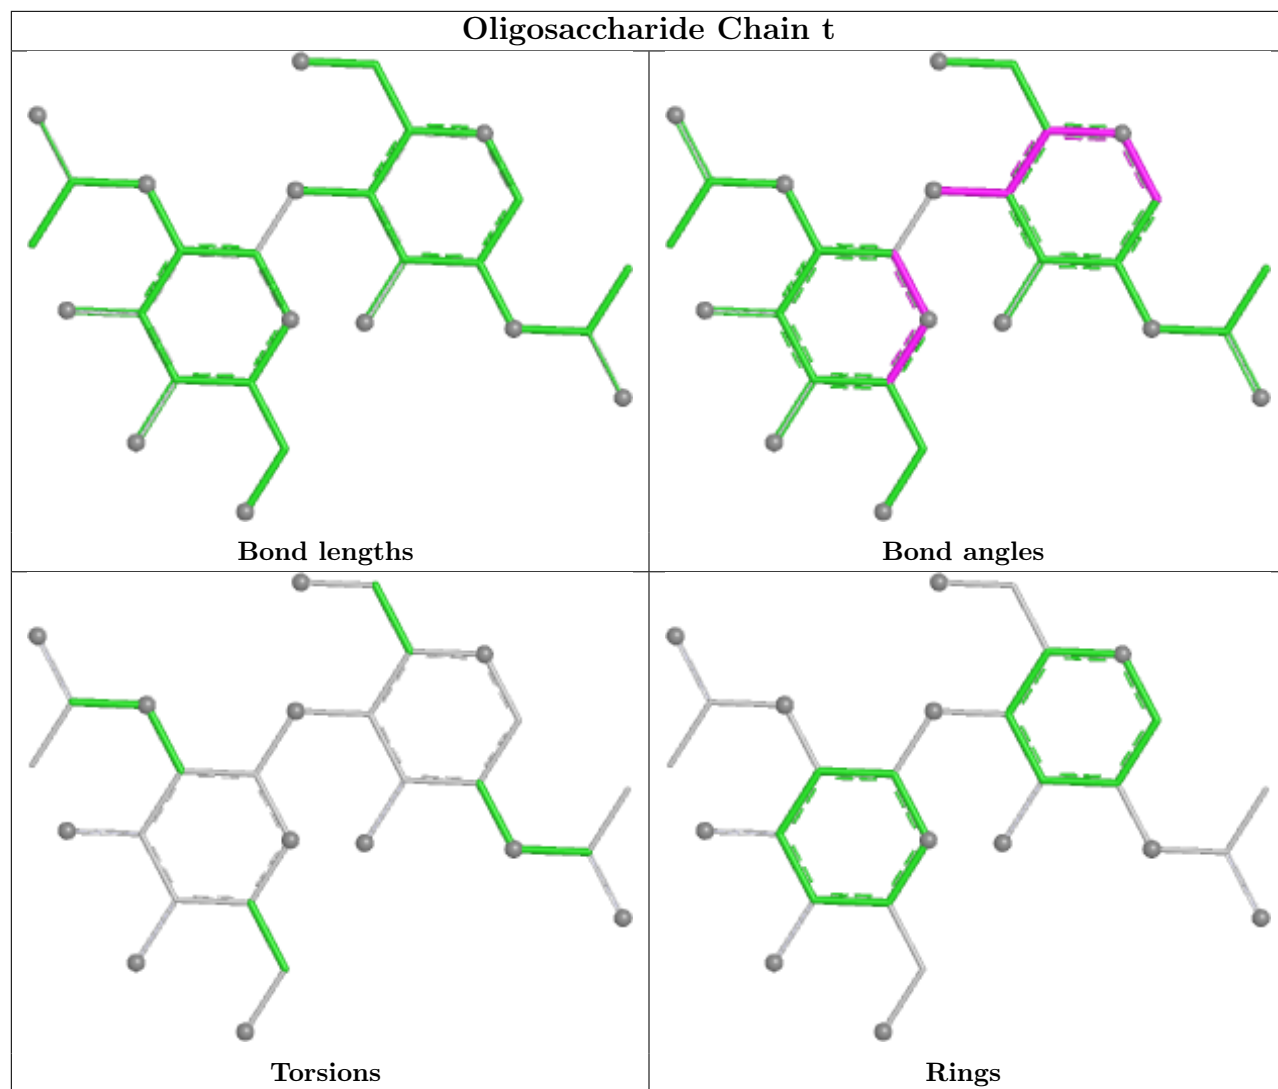 Oligosaccharide Chain t
Bond lengths
Bond angles
Torsions
Rings